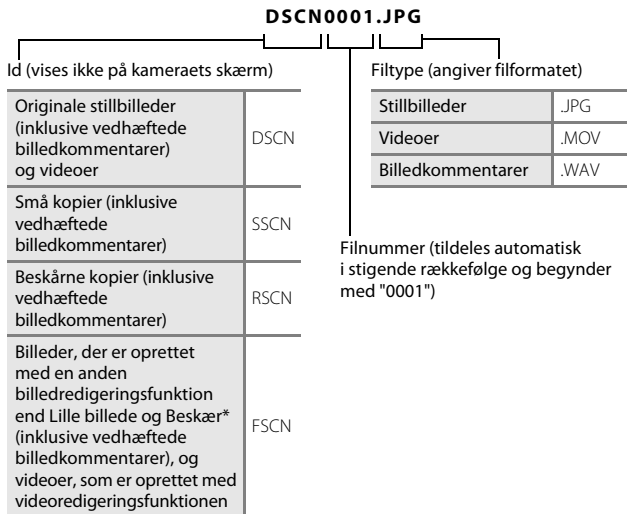 DSCN0001.JPG
Id (vises ikke på kameraets skærm)
Originale stillbilleder
(inklusive vedhæftede
billedkommentarer)
og videoer
DSCN
Små kopier (inklusive
vedhæftede
billedkommentarer)
SSCN
Beskårne kopier (inklusive
vedhæftede
billedkommentarer)
RSCN
Billeder, der er oprettet
med en anden
billedredigeringsfunktion
end Lille billede og Beskær*
(inklusive vedhæftede
billedkommentarer), og
videoer, som er oprettet med
videoredigeringsfunktionen
FSCN
Filtype (angiver filformatet)
Stillbilleder .JPG
Videoer .MOV
Billedkommentarer .WAV
Filnummer (tildeles automatisk
i stigende rækkefølge og begynder
med "0001")